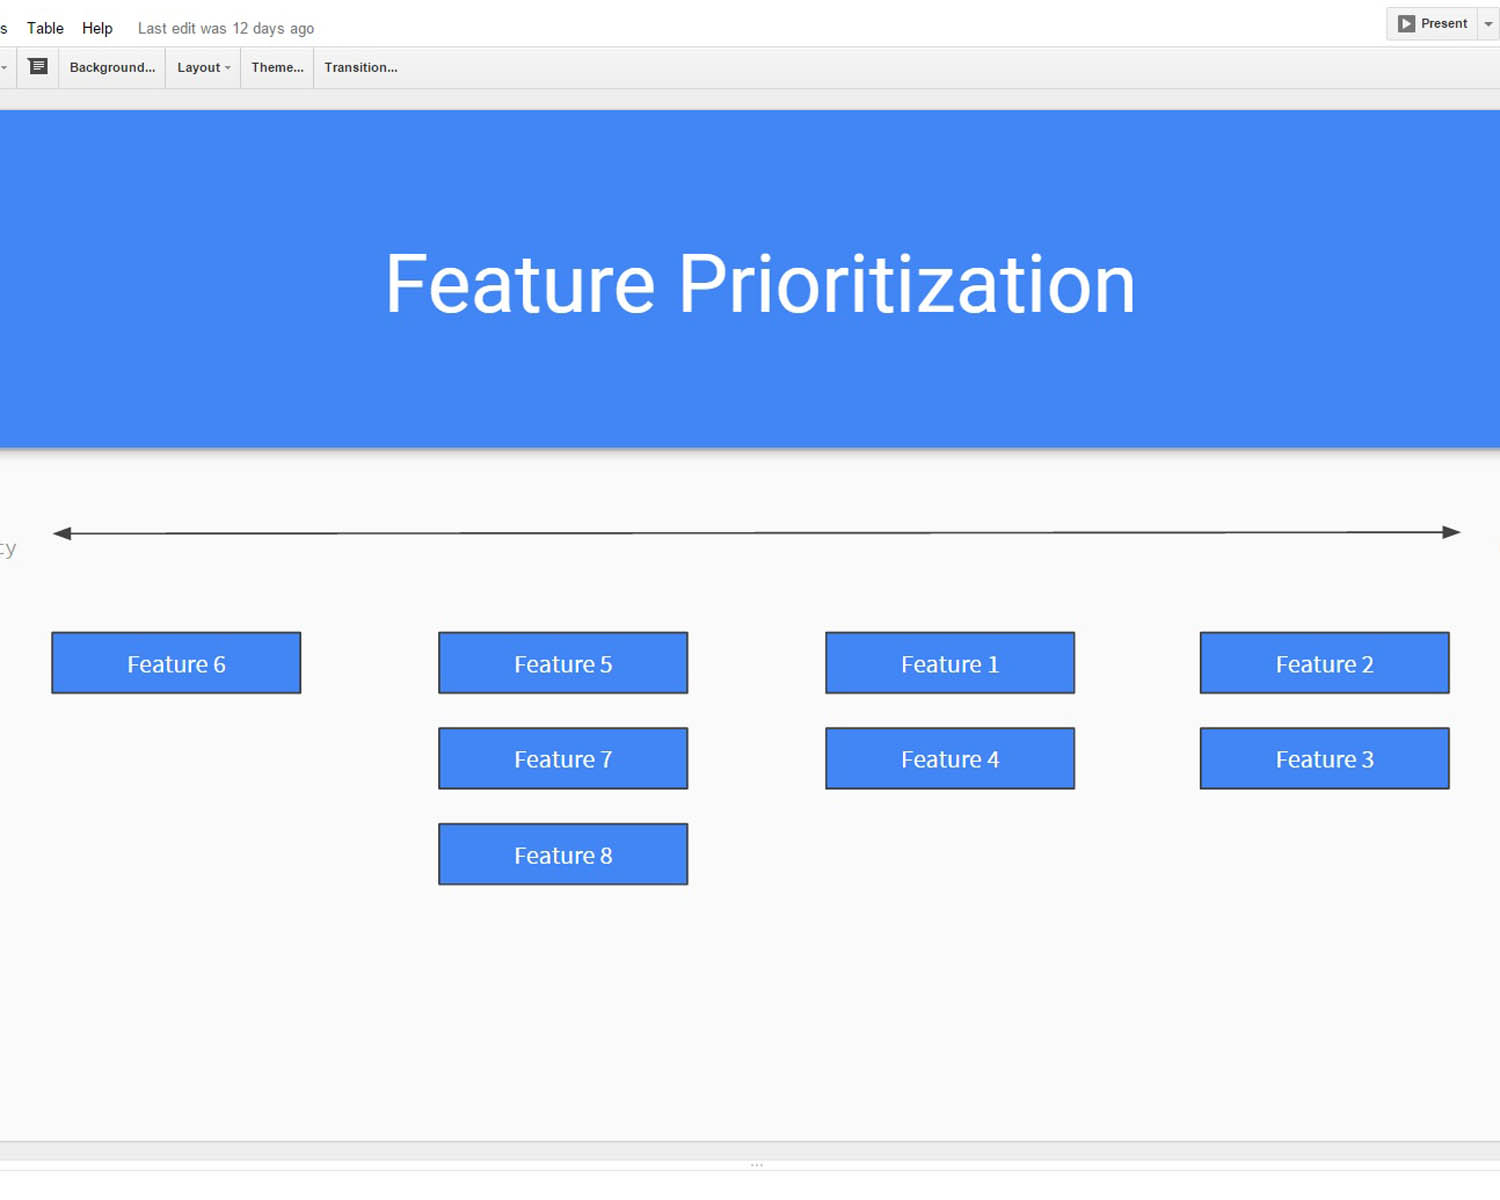 Table Help Last edit was 12 days ago
Present
Background... Layout Theme... Transition...
Feature Prioritization
Feature 6 Feature 5 Feature 1 Feature 2
Feature 7 Feature 4 Feature 3
Feature 8